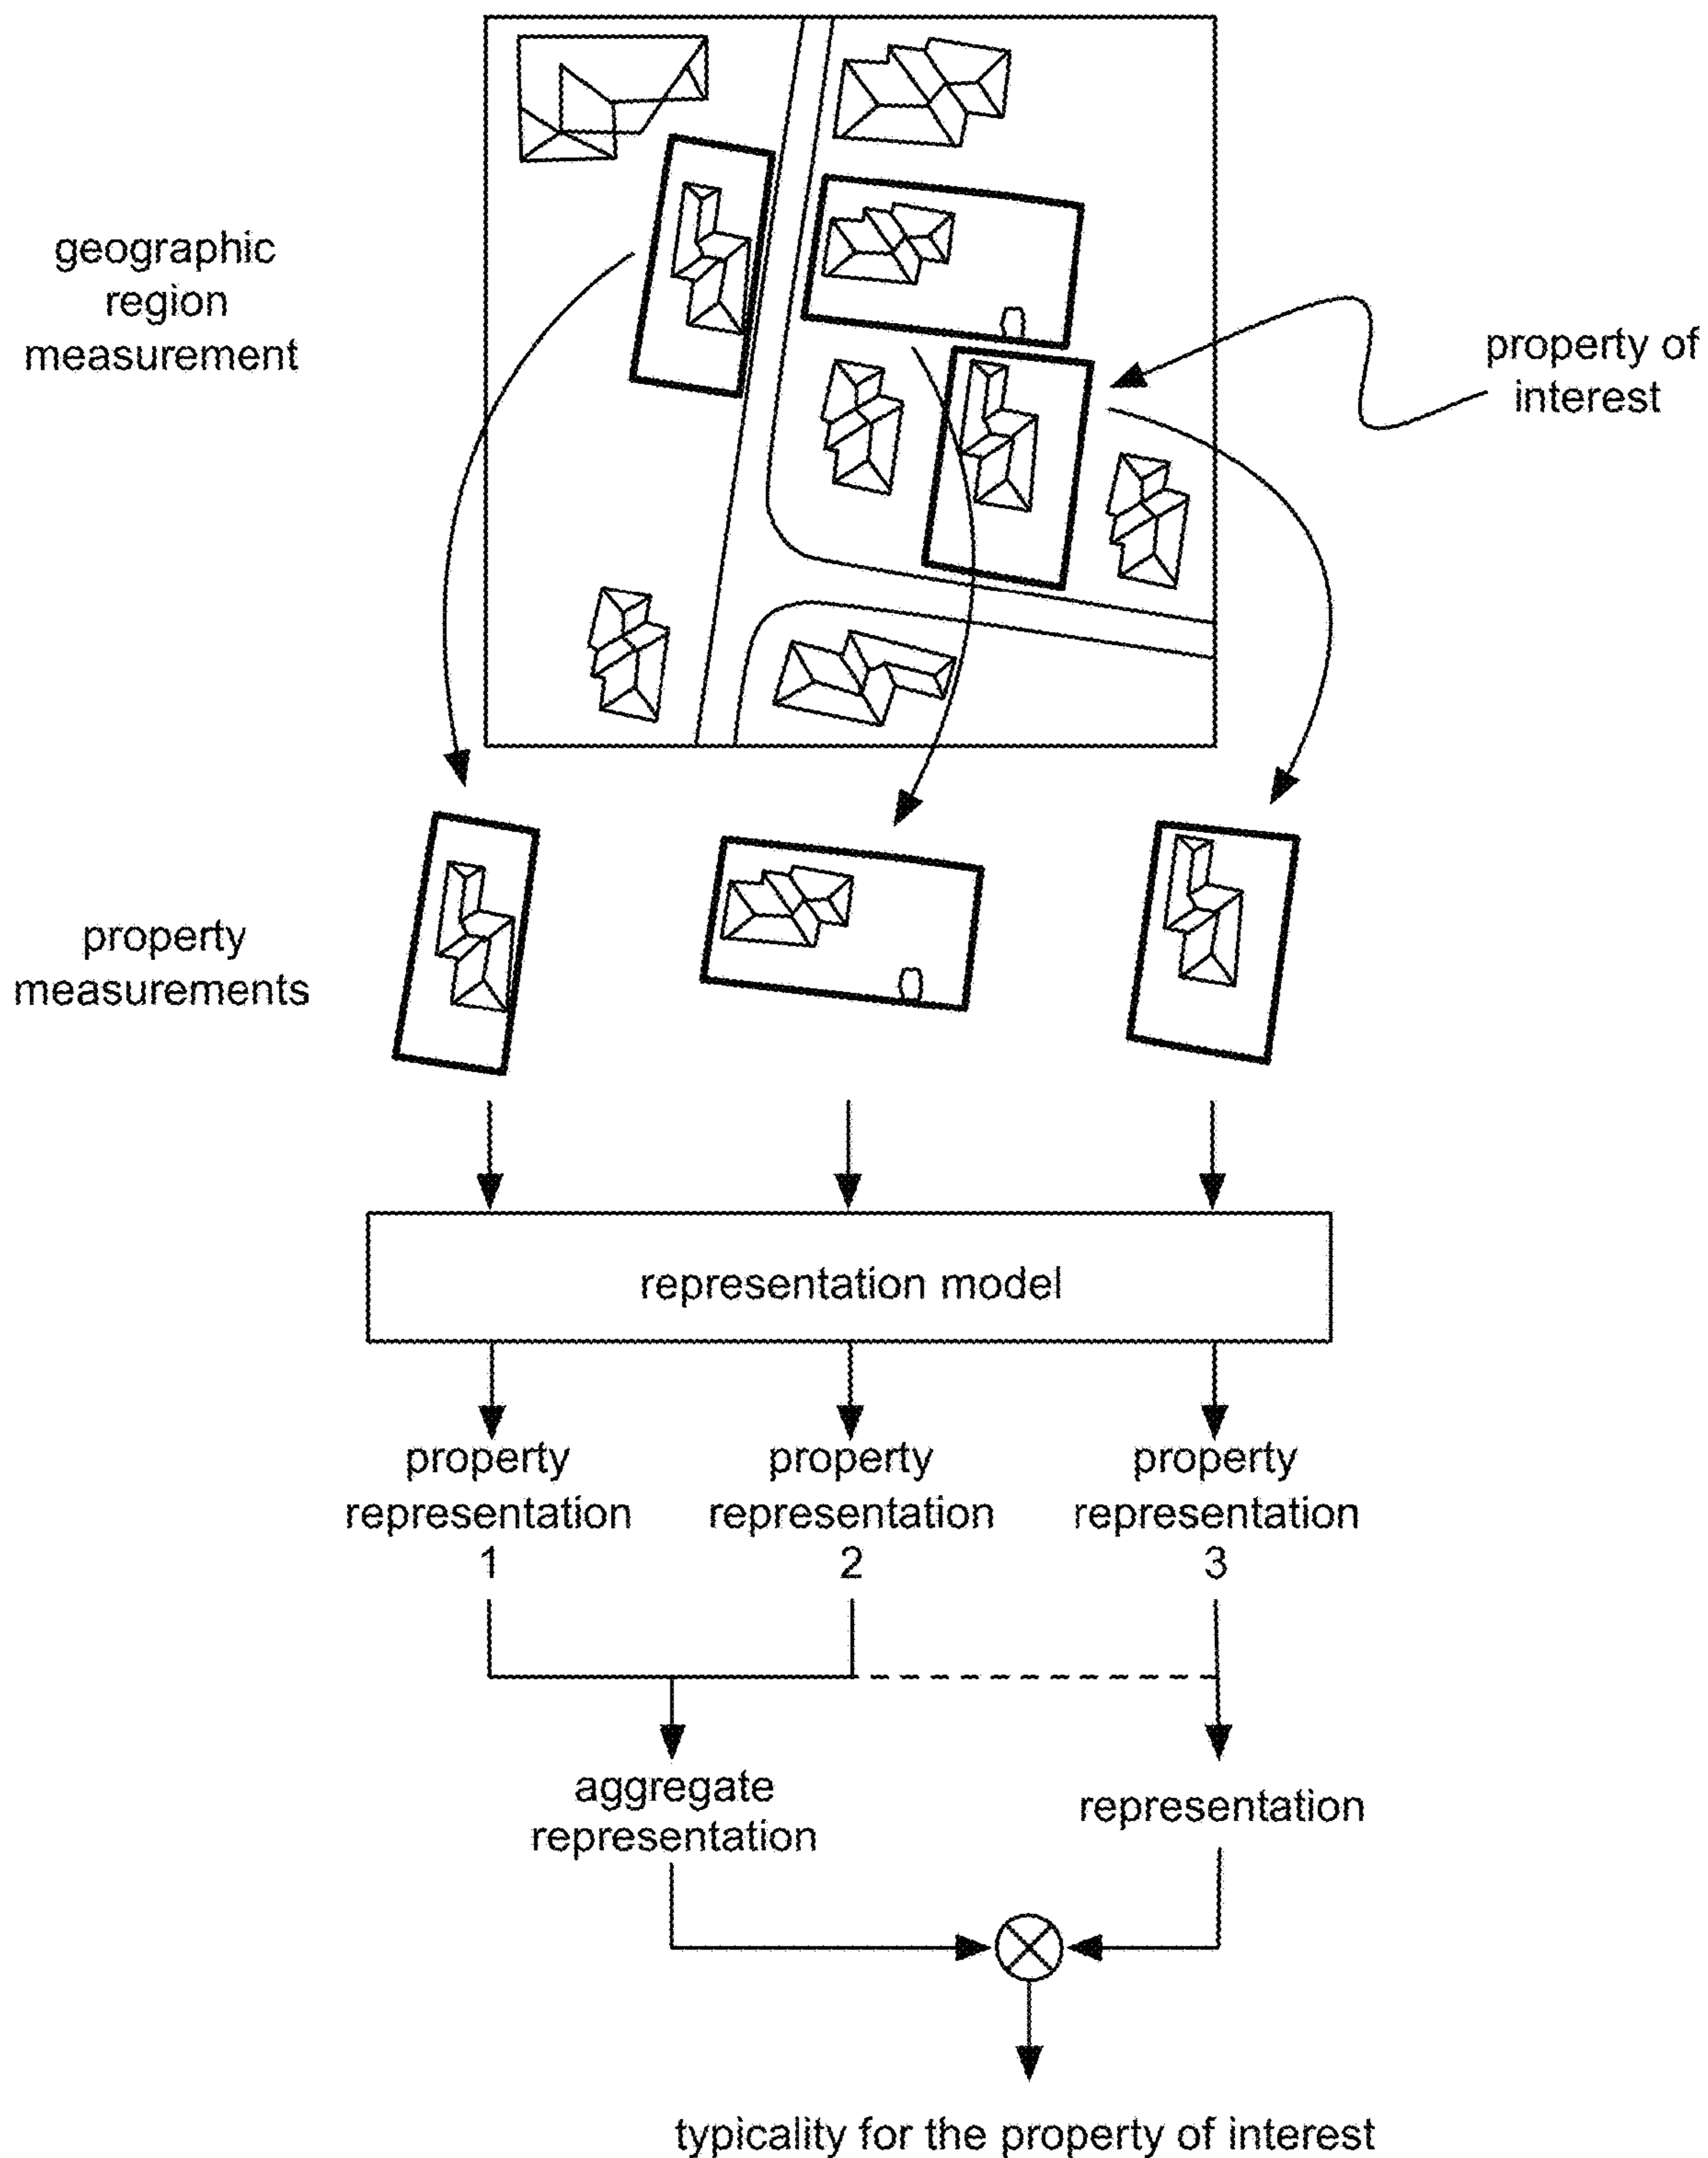 geographic
region
measurement
property of
interest
property
measurements
representation model
property
representation
1
property
representation
2
property
representation
3
aggregate
representation
representation
typicality for the property of interest